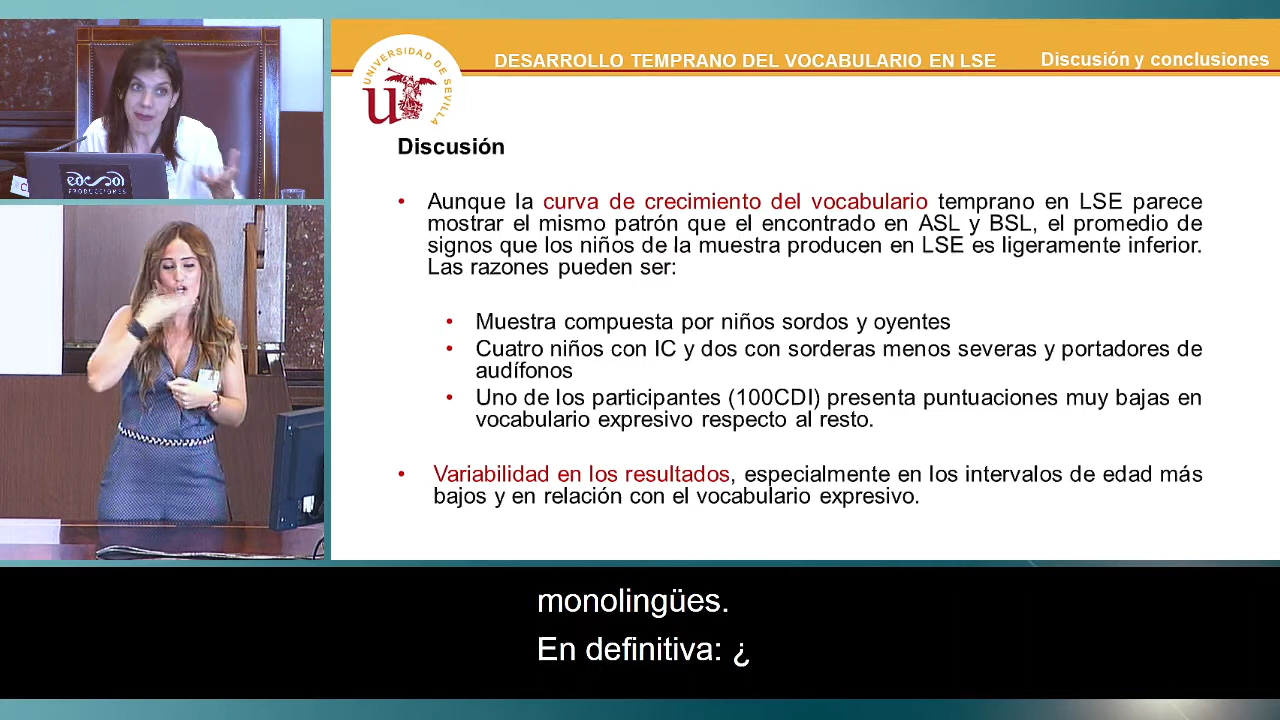 UNIVERSIDAD DE SEVILLA
DESARROLLO TEMPRANO DEL VOCABULARIO EN LSE
Discusión y conclusiones
Discusión
• Aunque la curva de crecimiento del vocabulario temprano en LSE parece
mostrar el mismo patrón que el encontrado en ASL y BSL, el promedio de
signos que los niños de la muestra producen en LSE es ligeramente inferior.
Las razones pueden ser:
• Muestra compuesta por niños sordos y oyentes
• Cuatro niños con IC y dos con sorderas menos severas y portadores de
audífonos
• Uno de los participantes (100CDI) presenta puntuaciones muy bajas en
vocabulario expresivo respecto al resto.
• Variabilidad en los resultados, especialmente en los intervalos de edad más
bajos y en relación con el vocabulario expresivo.
PRODUCCIONES
monolingües.
En definitiva: ¿